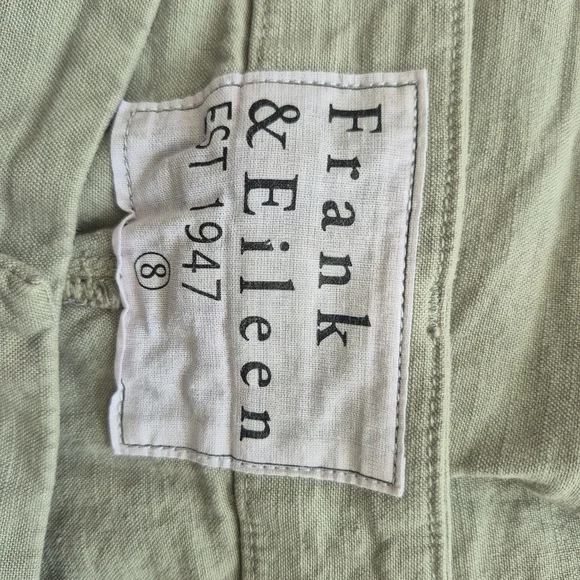 Frank
& Eileen
EST 1947
8